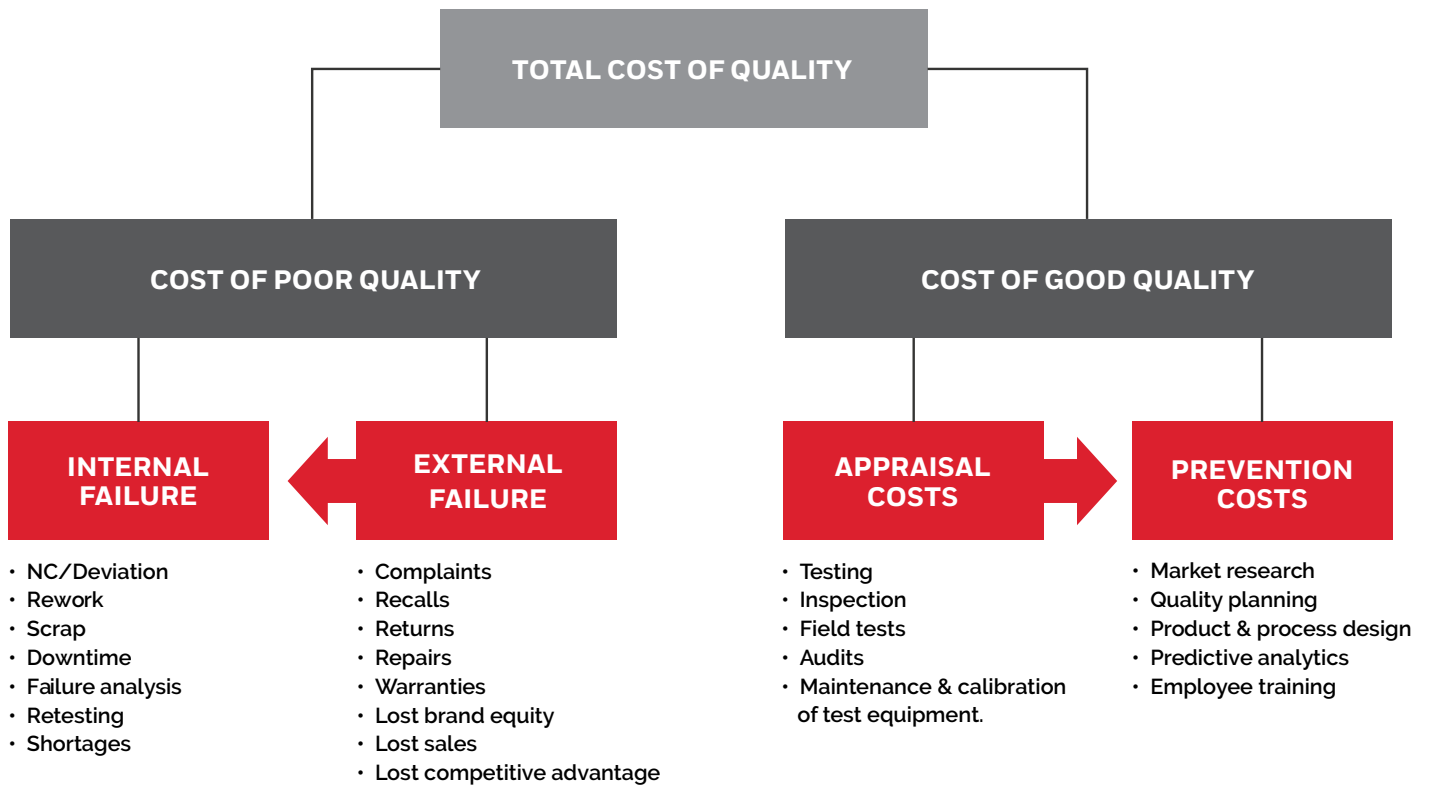 TOTAL COST OF QUALITY
COST OF POOR QUALITY
COST OF GOOD QUALITY
INTERNAL
FAILURE
• NC/Deviation
• Rework
• Scrap
• Downtime
• Failure analysis
• Retesting
• Shortages
EXTERNAL
FAILURE
• Complaints
• Recalls
• Returns
• Repairs
• Warranties
• Lost brand equity
• Lost sales
• Lost competitive advantage
APPRAISAL
COSTS
• Testing
• Inspection
• Field tests
• Audits
• Maintenance & calibration
of test equipment.
PREVENTION
COSTS
• Market research
• Quality planning
• Product & process design
• Predictive analytics
• Employee training